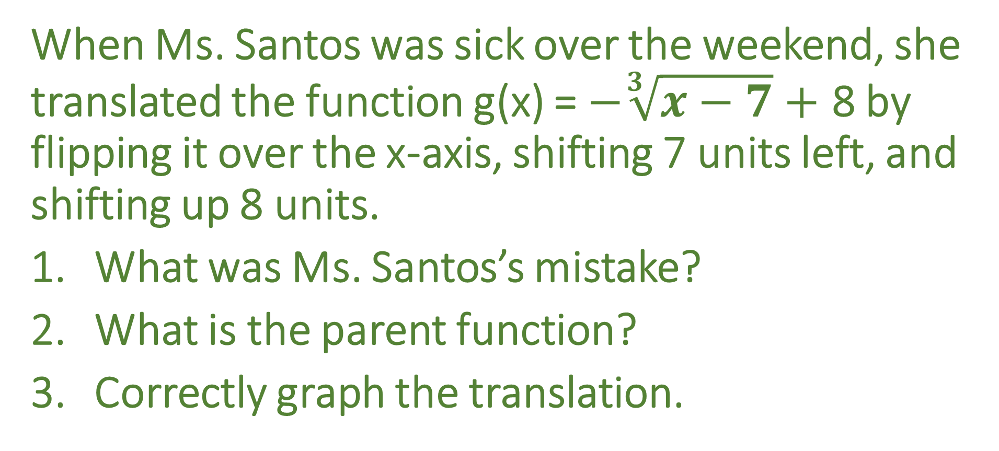 When Ms. Santos was sick over the weekend, she
translated the function g(x) = −∛(x − 7) + 8 by
flipping it over the x-axis, shifting 7 units left, and
shifting up 8 units.
1. What was Ms. Santos’s mistake?
2. What is the parent function?
3. Correctly graph the translation.